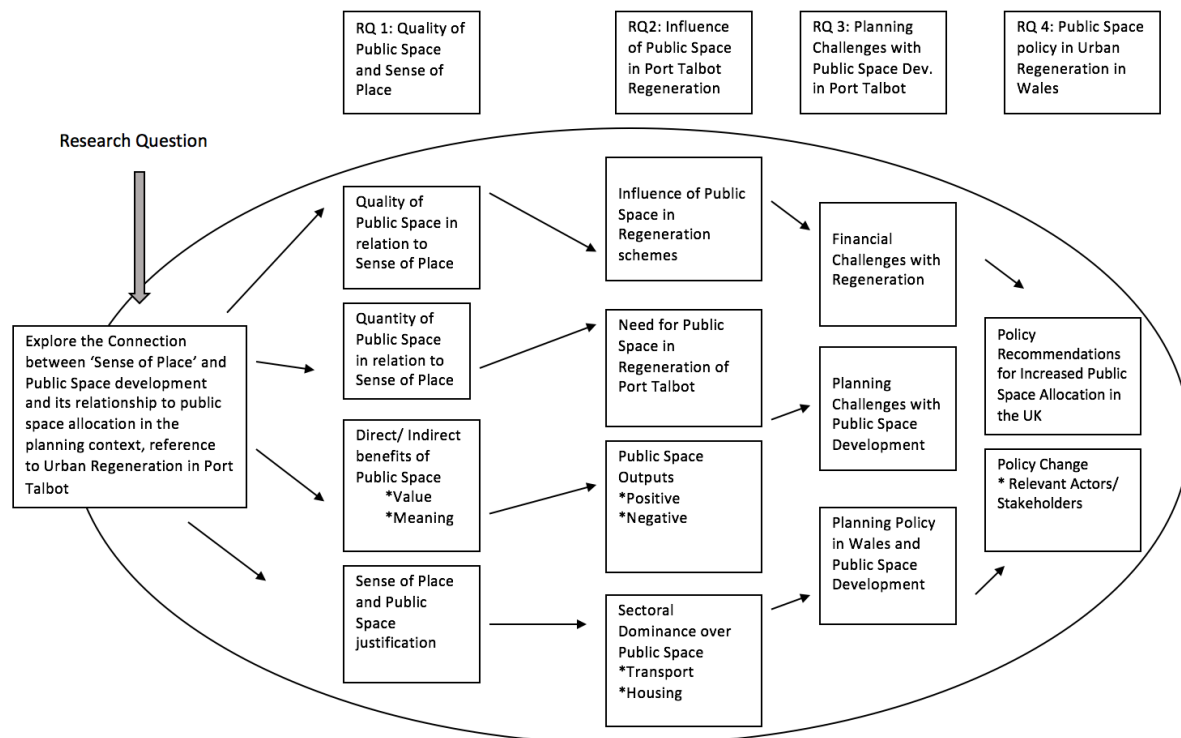 RQ 1: Quality of
Public Space
and Sense of
Place
RQ2: Influence
of Public Space
in Port Talbot
Regeneration
RQ 3: Planning
Challenges with
Public Space Dev.
in Port Talbot
RQ 4: Public Space
policy in Urban
Regeneration in
Wales
Research Question
Explore the Connection
between ‘Sense of Place’ and
Public Space development
and its relationship to public
space allocation in the
planning context, reference
to Urban Regeneration in Port
Talbot
Quality of
Public Space in
relation to
Sense of Place
Quantity of
Public Space
in relation to
Sense of Place
Direct/ Indirect
benefits of
Public Space
*Value
*Meaning
Sense of Place
and Public
Space
justification
Influence of Public
Space in
Regeneration
schemes
Need for Public
Space in
Regeneration of
Port Talbot
Public Space
Outputs
*Positive
*Negative
Sectoral
Dominance over
Public Space
*Transport
*Housing
Financial
Challenges with
Regeneration
Planning
Challenges with
Public Space
Development
Planning Policy
in Wales and
Public Space
Development
Policy
Recommendations
for Increased Public
Space Allocation in
the UK
Policy Change
* Relevant Actors/
Stakeholders